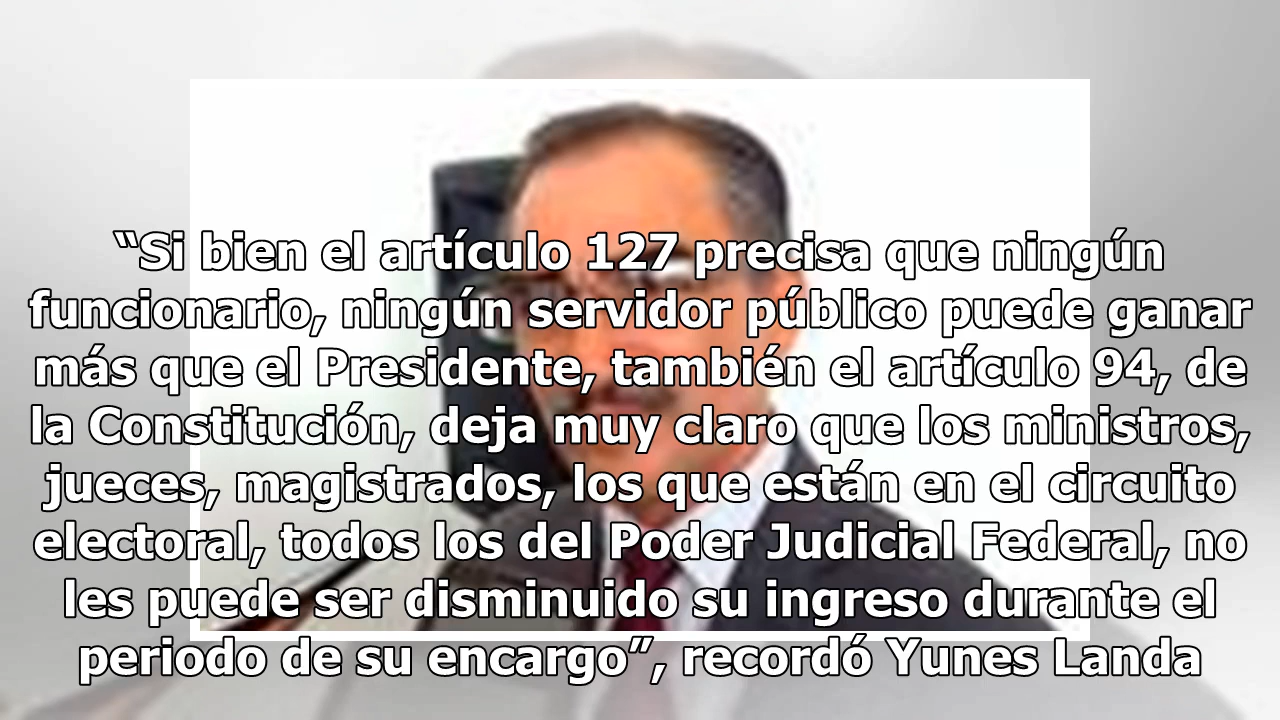 “Si bien el artículo 127 precisa que ningún
funcionario, ningún servidor público puede ganar
más que el Presidente, también el artículo 94, de
la Constitución, deja muy claro que los ministros,
jueces, magistrados, los que están en el circuito
electoral, todos los del Poder Judicial Federal, no
les puede ser disminuido su ingreso durante el
periodo de su encargo”, recordó Yunes Landa